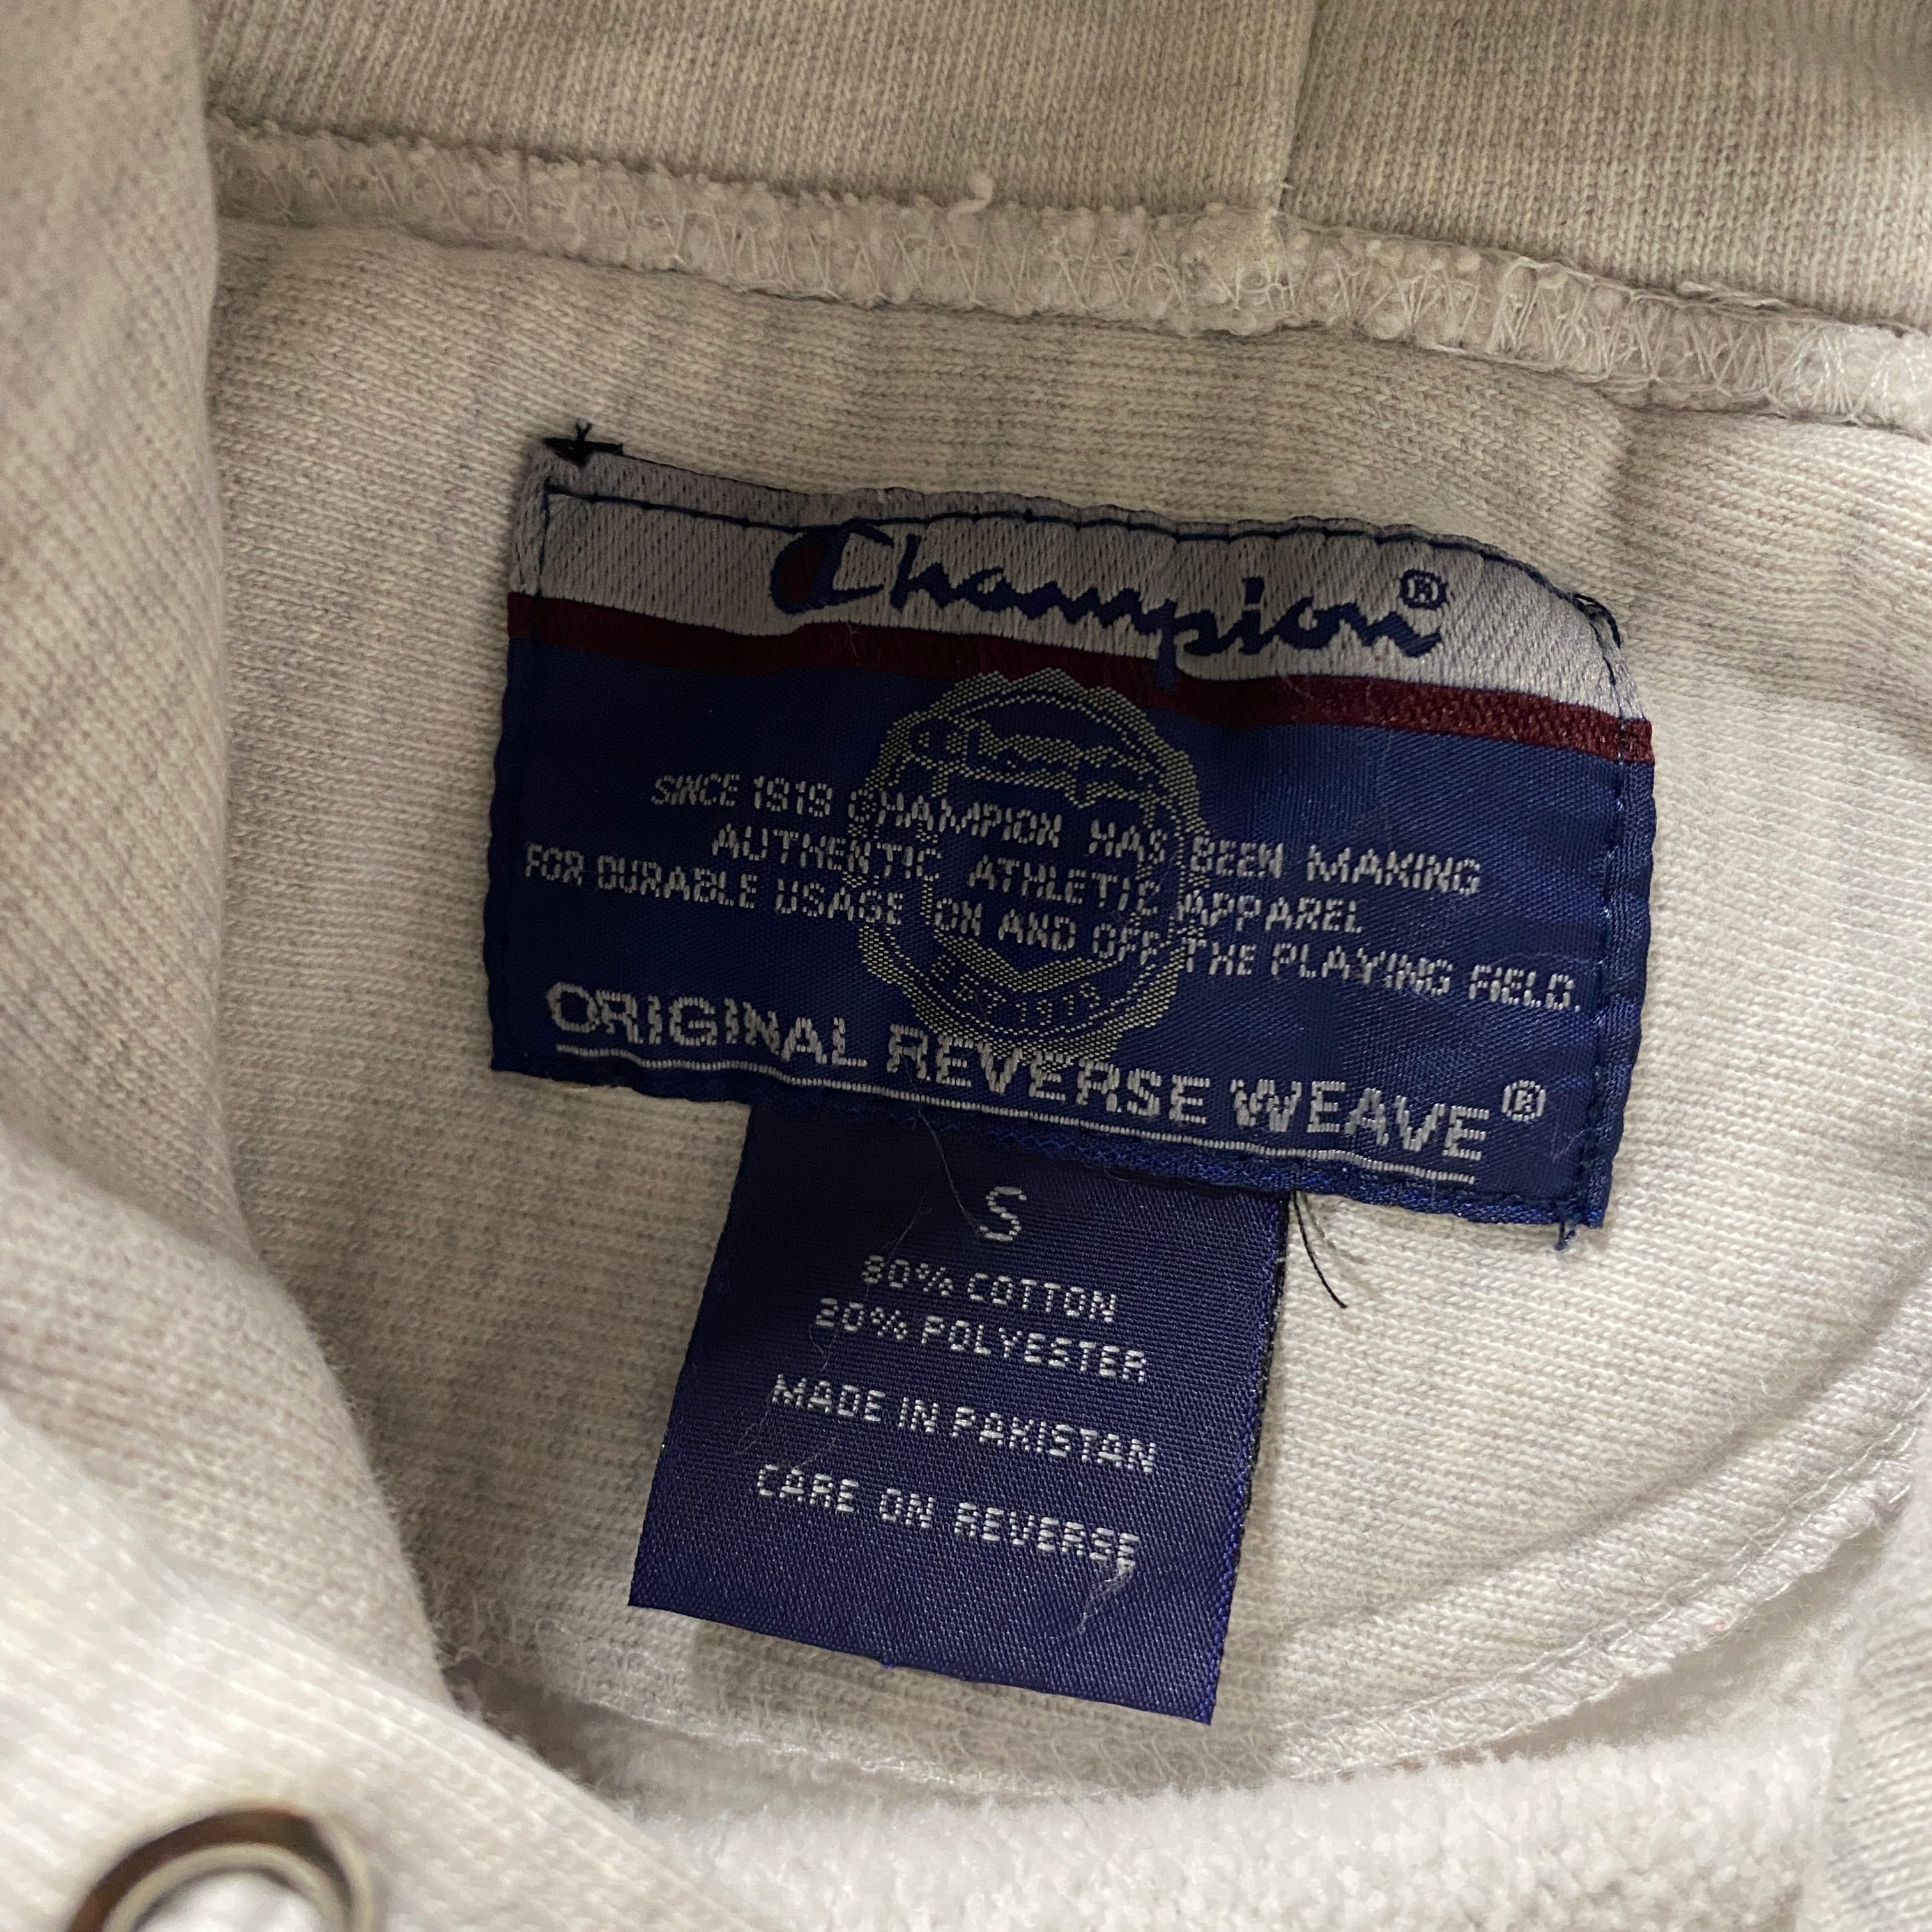 Champion®
SINCE 1919 CHAMPION HAS BEEN MAKING
AUTHENTIC ATHLETIC APPAREL
FOR DURABLE USAGE ON AND OFF THE PLAYING FIELD.
ORIGINAL REVERSE WEAVE®
S
80% COTTON
20% POLYESTER
MADE IN PAKISTAN
CARE ON REVERSE